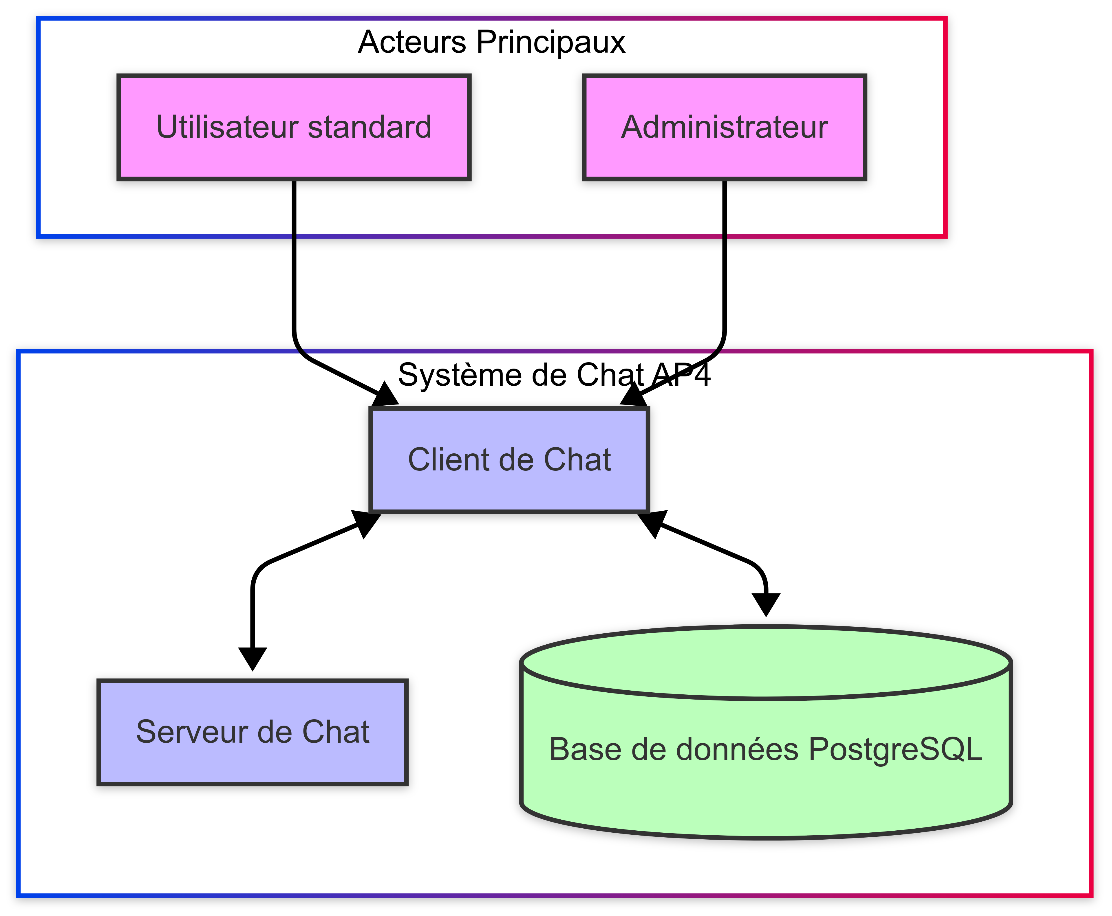 Acteurs Principaux
Utilisateur standard
Administrateur
Système de Chat AP4
Client de Chat
Serveur de Chat
Base de données PostgreSQL